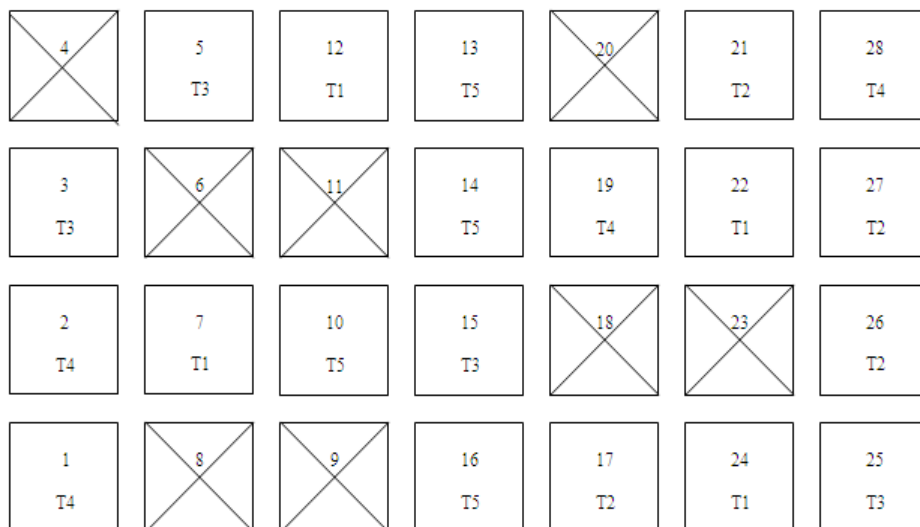 4 5 12 13 20 21 28
T3 T1 T5 T2 T4
3 6 11 14 19 22 27
T3 T5 T4 T1 T2
2 7 10 15 18 23 26
T4 T1 T5 T3 T2
1 8 9 16 17 24 25
T4 T5 T2 T1 T3